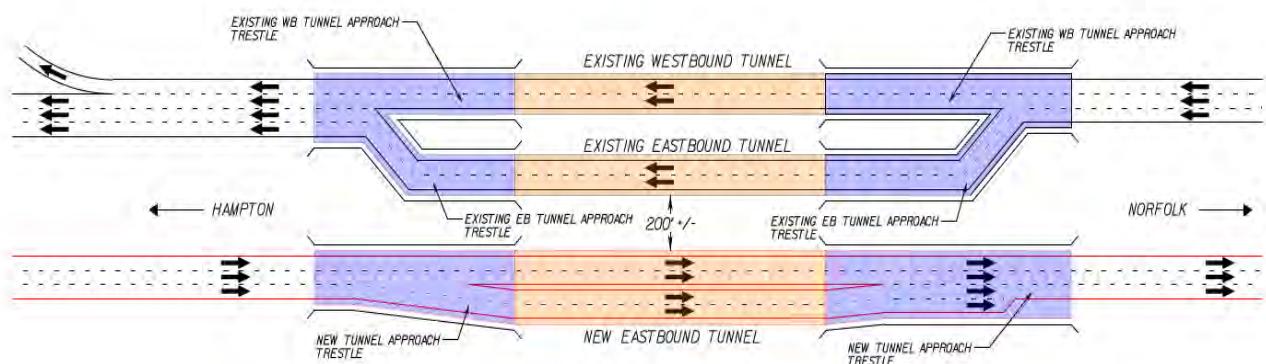 EXISTING WB TUNNEL APPROACH
TRESTLE
EXISTING WB TUNNEL APPROACH
TRESTLE
EXISTING WESTBOUND TUNNEL
EXISTING EASTBOUND TUNNEL
HAMPTON
EXISTING EB TUNNEL APPROACH
TRESTLE
200' +/-
EXISTING EB TUNNEL APPROACH
TRESTLE
NORFOLK
NEW TUNNEL APPROACH
TRESTLE
NEW EASTBOUND TUNNEL
NEW TUNNEL APPROACH
TRESTLE